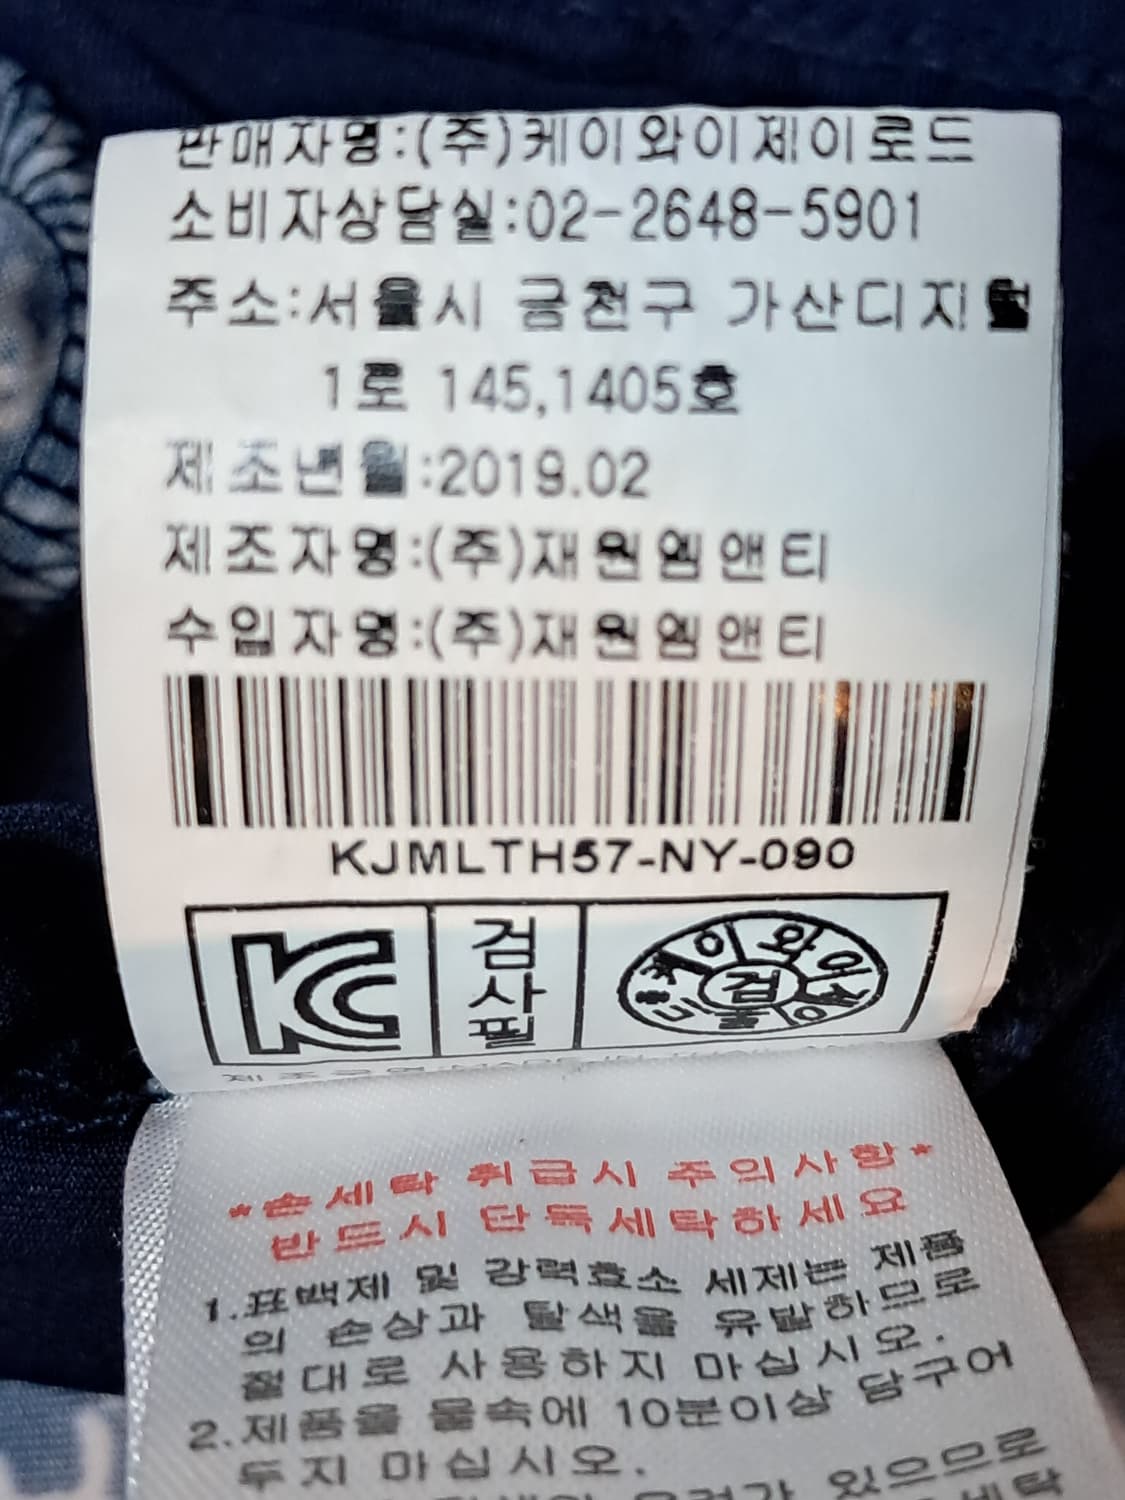 판매자명:(주)케이와이제이로드
소비자상담실:02-2648-5901
주소:서울시 금천구 가산디지털
1로 145,1405호
제조년월:2019.02
제조자명:(주)재원엠앤티
수입자명:(주)재원엠앤티
KJMLTH57-NY-090
KC
검사필
검
*손세탁 취급시 주의사항*
반드시 단독세탁하세요
1.표백제 및 강력효소 세제는 제품
의 손상과 탈색을 유발하므로
절대로 사용하지 마십시오.
2.제품을 물속에 10분이상 담구어
두지 마십시오.
있으므로